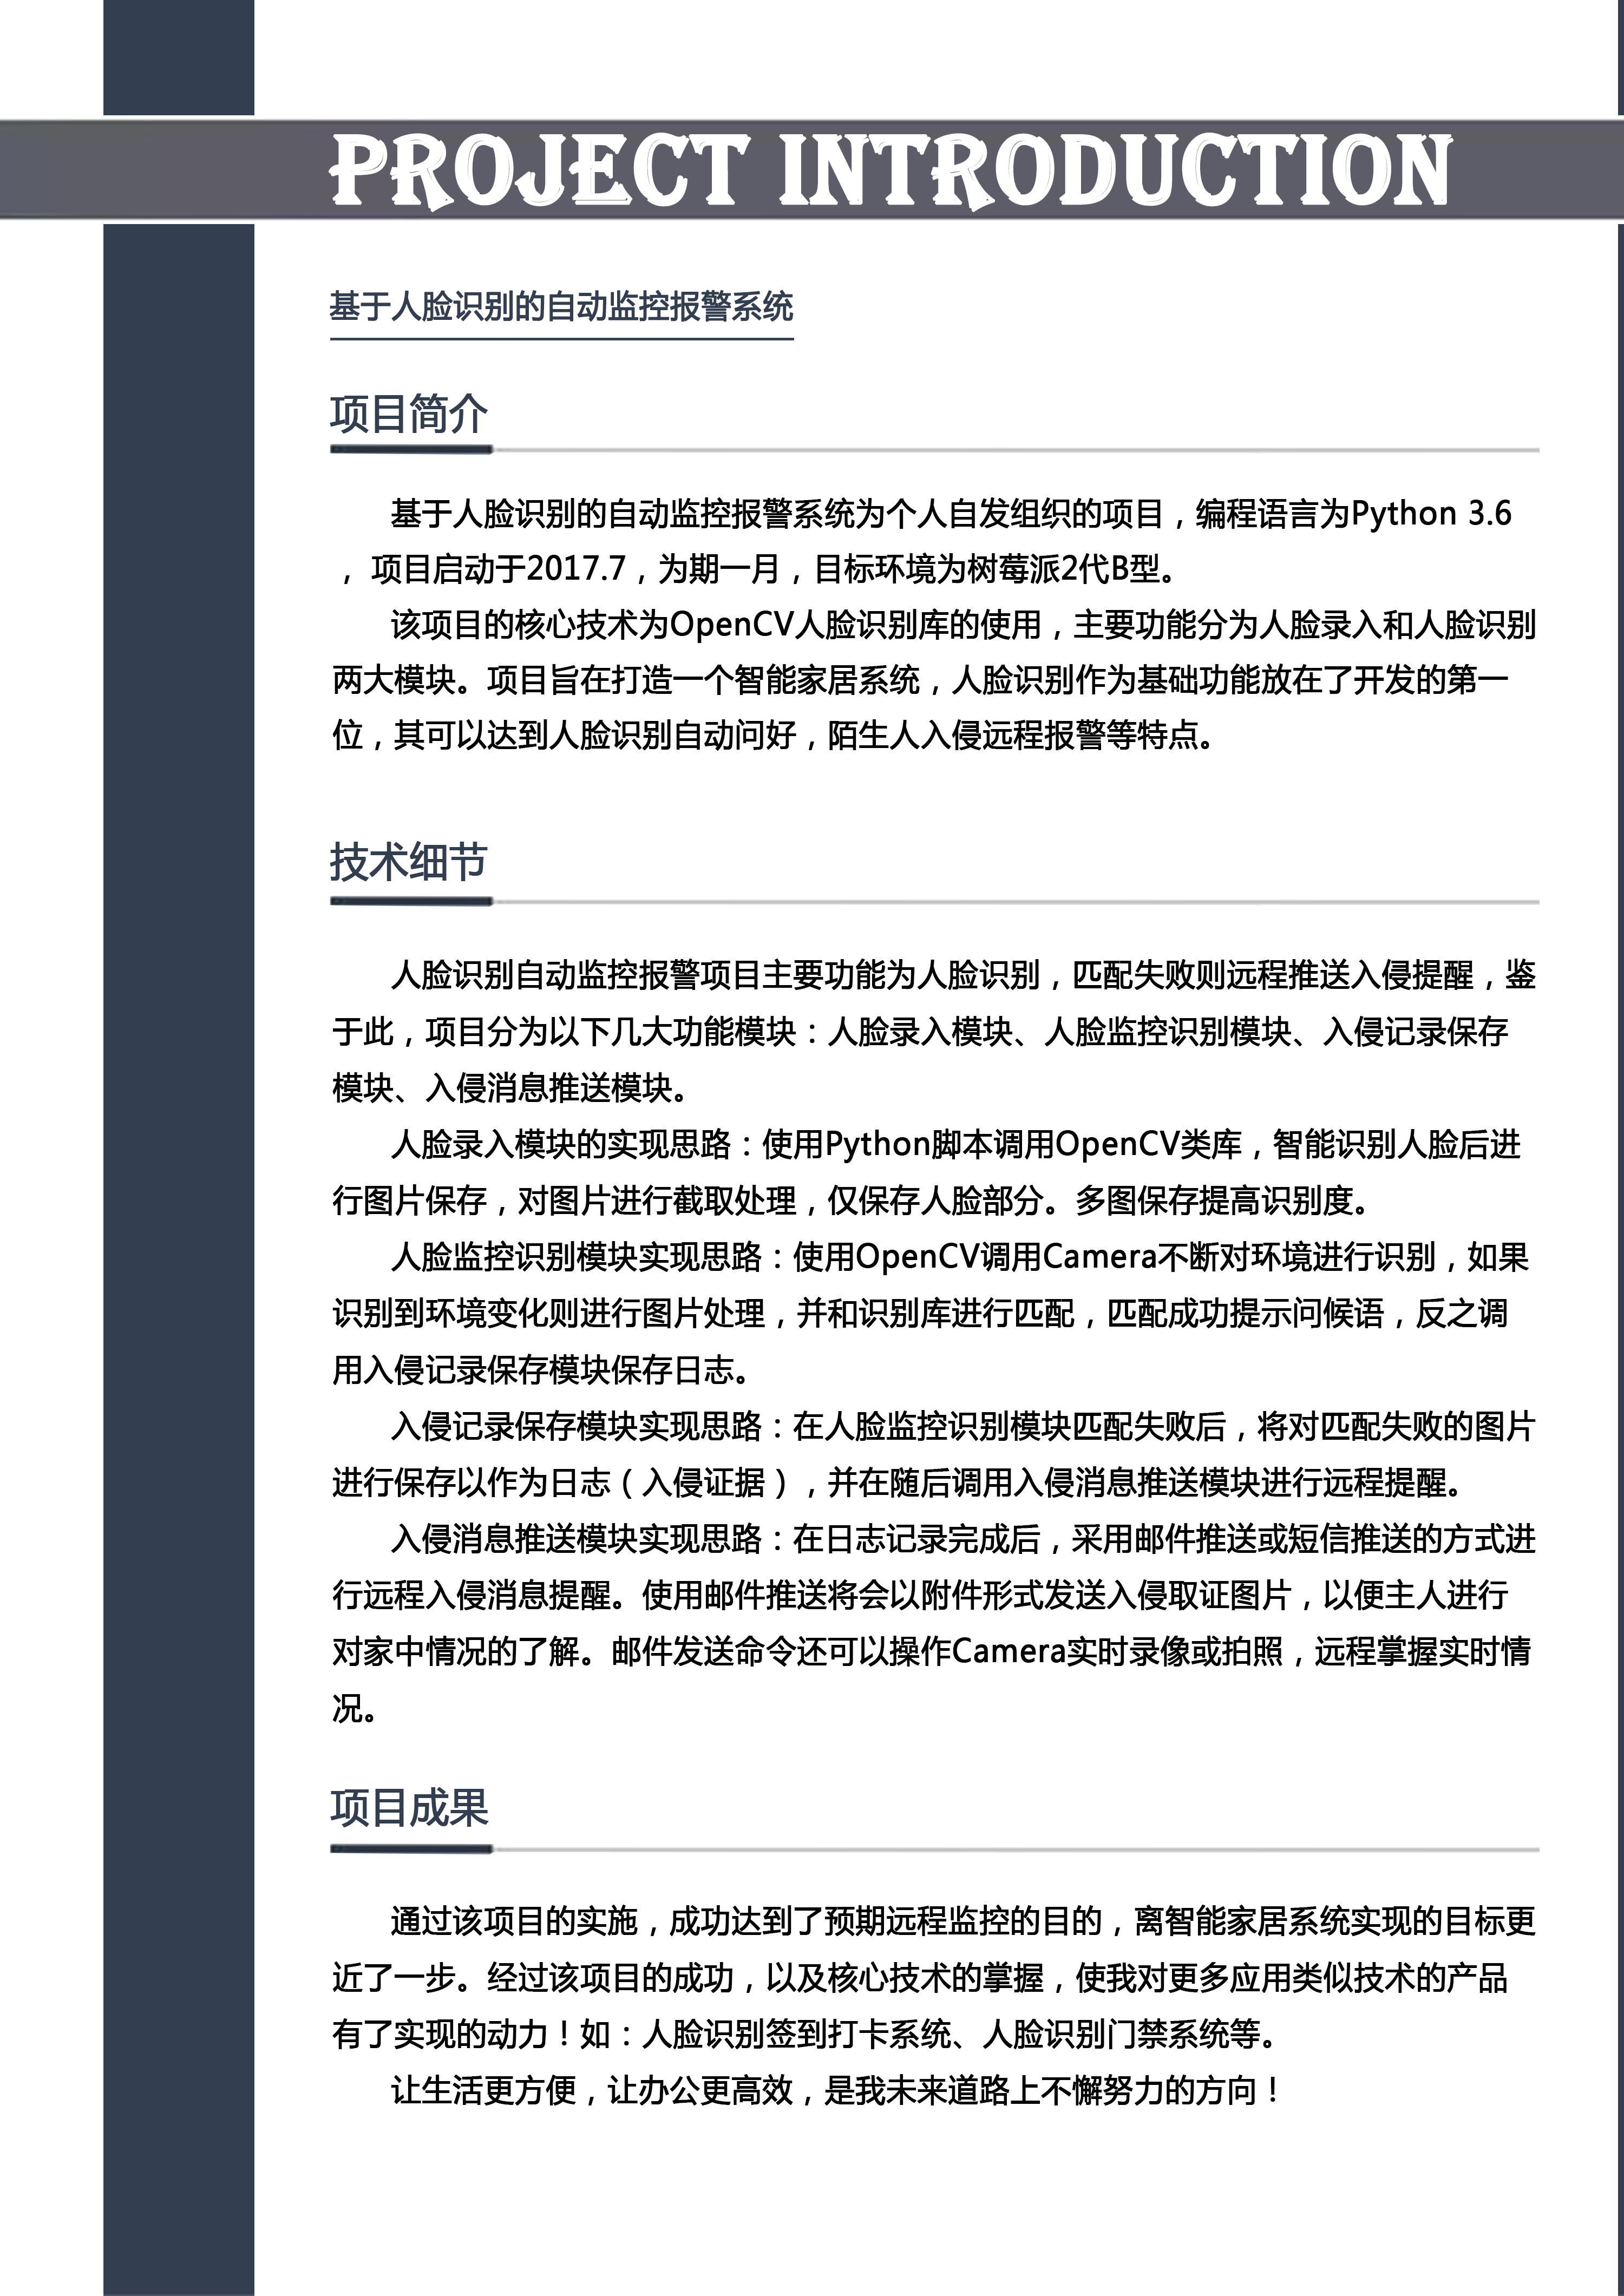 PROJECT INTRODUCTION
基于人脸识别的自动监控报警系统
项目简介
基于人脸识别的自动监控报警系统为个人自发组织的项目，编程语言为Python 3.6
，项目启动于2017.7，为期一月，目标环境为树莓派2代B型。
该项目的核心技术为OpenCV人脸识别库的使用，主要功能分为人脸录入和人脸识别
两大模块。项目旨在打造一个智能家居系统，人脸识别作为基础功能放在了开发的第一
位，其可以达到人脸识别自动问好，陌生人入侵远程报警等特点。
技术细节
人脸识别自动监控报警项目主要功能为人脸识别，匹配失败则远程推送入侵提醒，鉴
于此，项目分为以下几大功能模块：人脸录入模块、人脸监控识别模块、入侵记录保存
模块、入侵消息推送模块。
人脸录入模块的实现思路：使用Python脚本调用OpenCV类库，智能识别人脸后进
行图片保存，对图片进行截取处理，仅保存人脸部分。多图保存提高识别度。
人脸监控识别模块实现思路：使用OpenCV调用Camera不断对环境进行识别，如果
识别到环境变化则进行图片处理，并和识别库进行匹配，匹配成功提示问候语，反之调
用入侵记录保存模块保存日志。
入侵记录保存模块实现思路：在人脸监控识别模块匹配失败后，将对匹配失败的图片
进行保存以作为日志（入侵证据），并在随后调用入侵消息推送模块进行远程提醒。
入侵消息推送模块实现思路：在日志记录完成后，采用邮件推送或短信推送的方式进
行远程入侵消息提醒。使用邮件推送将会以附件形式发送入侵取证图片，以便主人进行
对家中情况的了解。邮件发送命令还可以操作Camera实时录像或拍照，远程掌握实时情
况。
项目成果
通过该项目的实施，成功达到了预期远程监控的目的，离智能家居系统实现的目标更
近了一步。经过该项目的成功，以及核心技术的掌握，使我对更多应用类似技术的产品
有了实现的动力！如：人脸识别签到打卡系统、人脸识别门禁系统等。
让生活更方便，让办公更高效，是我未来道路上不懈努力的方向！